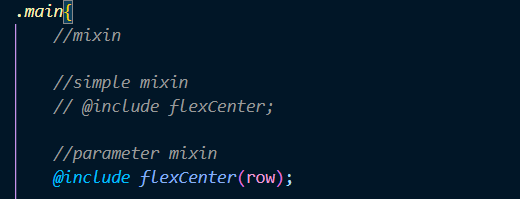 .main{
//mixin
//simple mixin
// @include flexCenter;
//parameter mixin
@include flexCenter(row);